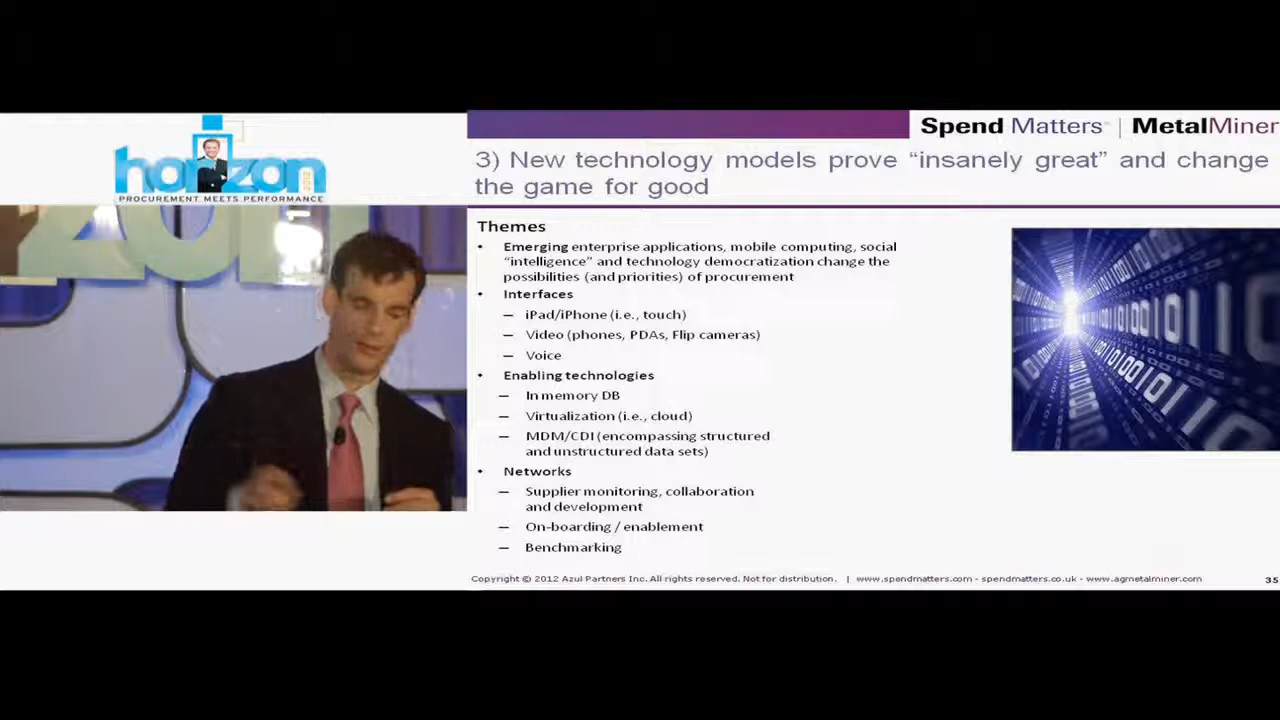 horizon
2012
PROCUREMENT MEETS PERFORMANCE
Spend Matters | MetalMiner
3) New technology models prove “insanely great” and change
the game for good
Themes
• Emerging enterprise applications, mobile computing, social
“intelligence” and technology democratization change the
possibilities (and priorities) of procurement
• Interfaces
– iPad/iPhone (i.e., touch)
– Video (phones, PDAs, Flip cameras)
– Voice
• Enabling technologies
– In memory DB
– Virtualization (i.e., cloud)
– MDM/CDI (encompassing structured
and unstructured data sets)
• Networks
– Supplier monitoring, collaboration
and development
– On-boarding / enablement
– Benchmarking
Copyright © 2012 Azul Partners Inc. All rights reserved. Not for distribution. | www.spendmatters.com - spendmatters.co.uk - www.agmetalminer.com
35